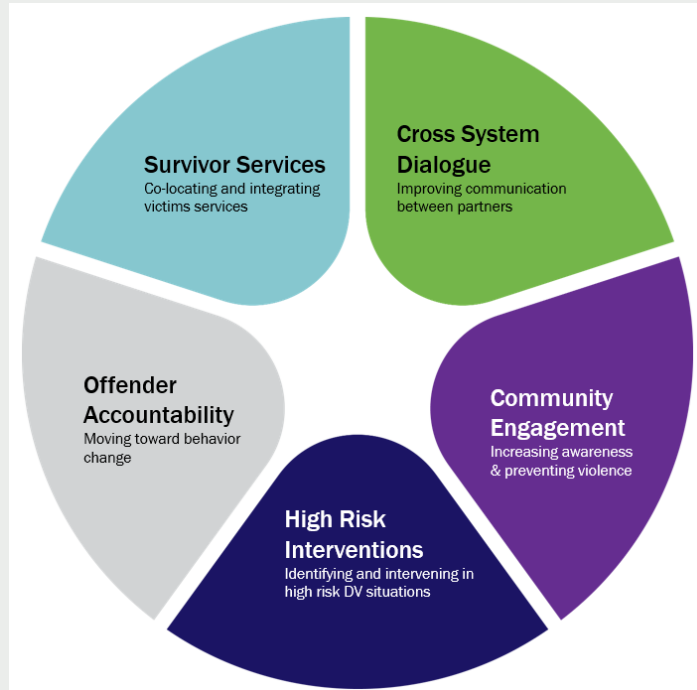 Survivor Services
Co-locating and integrating
victims services
Cross System
Dialogue
Improving communication
between partners
Community
Engagement
Increasing awareness
& preventing violence
High Risk
Interventions
Identifying and intervening in
high risk DV situations
Offender
Accountability
Moving toward behavior
change